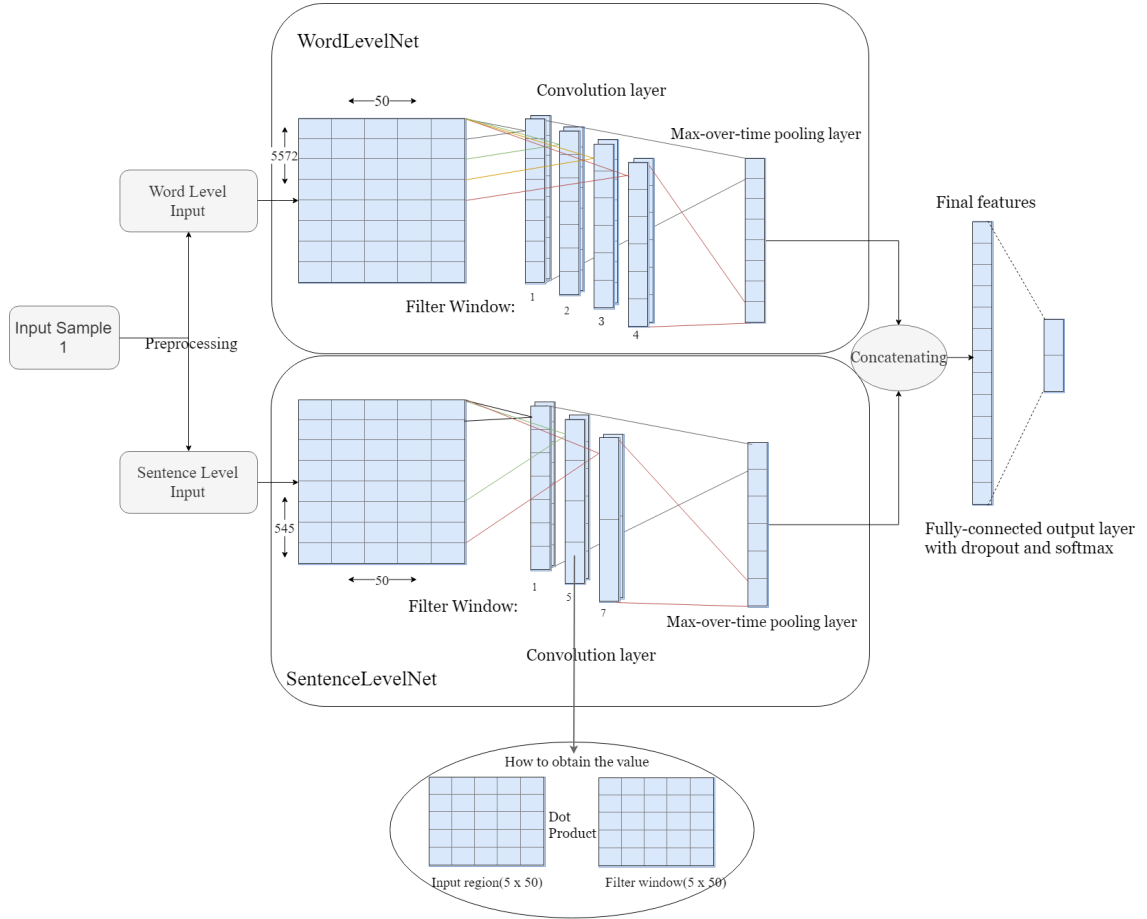 WordLevelNet
50
Convolution layer
Max-over-time pooling layer
5572
Word Level
Input
Filter Window:
1
2
3
4
Input Sample
1
Preprocessing
Concatenating
Final features
Sentence Level
Input
545
50
Filter Window:
1
5
7
Max-over-time pooling layer
Convolution layer
SentenceLevelNet
Fully-connected output layer
with dropout and softmax
How to obtain the value
Dot
Product
Input region(5 x 50)
Filter window(5 x 50)